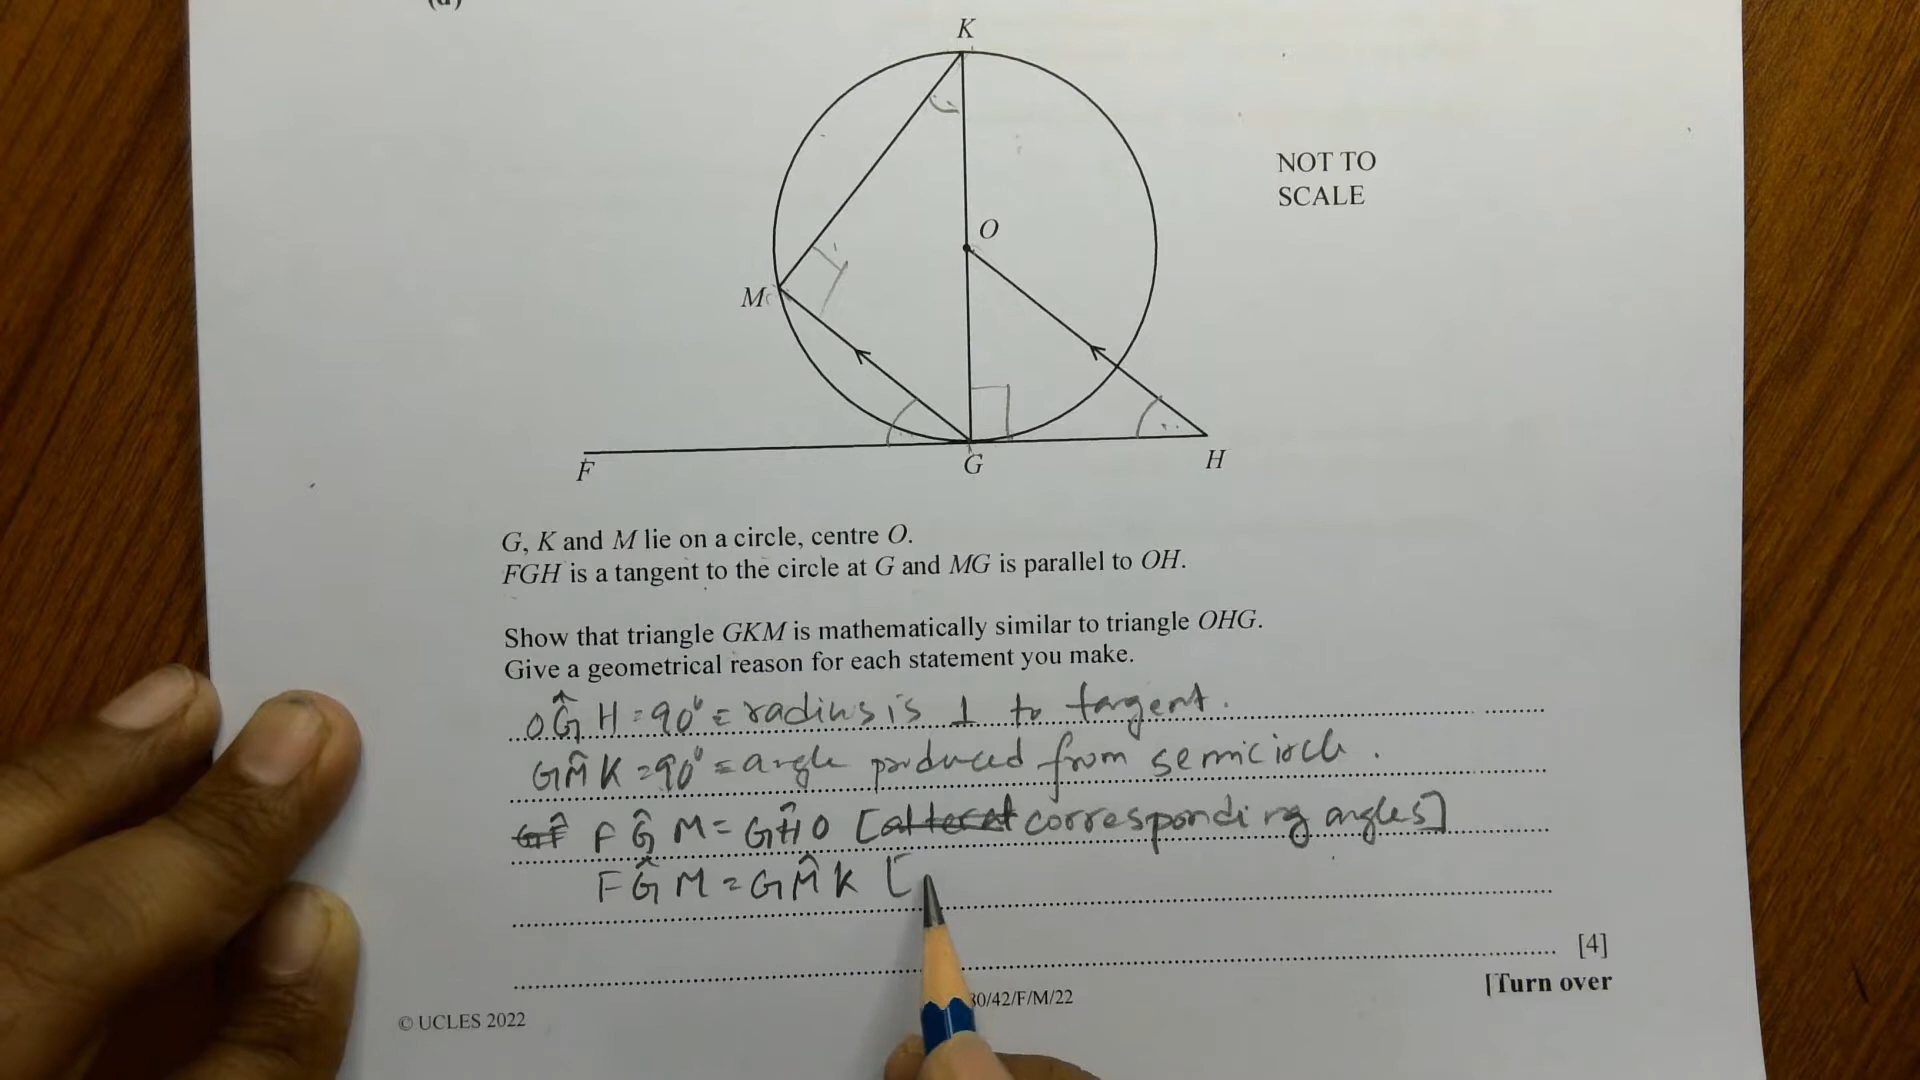 K
NOT TO
SCALE
O
M
F
G
H
G, K and M lie on a circle, centre O.
FGH is a tangent to the circle at G and MG is parallel to OH.
Show that triangle GKM is mathematically similar to triangle OHG.
Give a geometrical reason for each statement you make.
OĜH = 90° = radius is ⊥ to tangent.
GM̂K = 90° = angle produced from semicircle.
FĜM = GĤO [corresponding angles]
FĜM = GM̂K [
[4]
[Turn over
© UCLES 2022
0/42/F/M/22